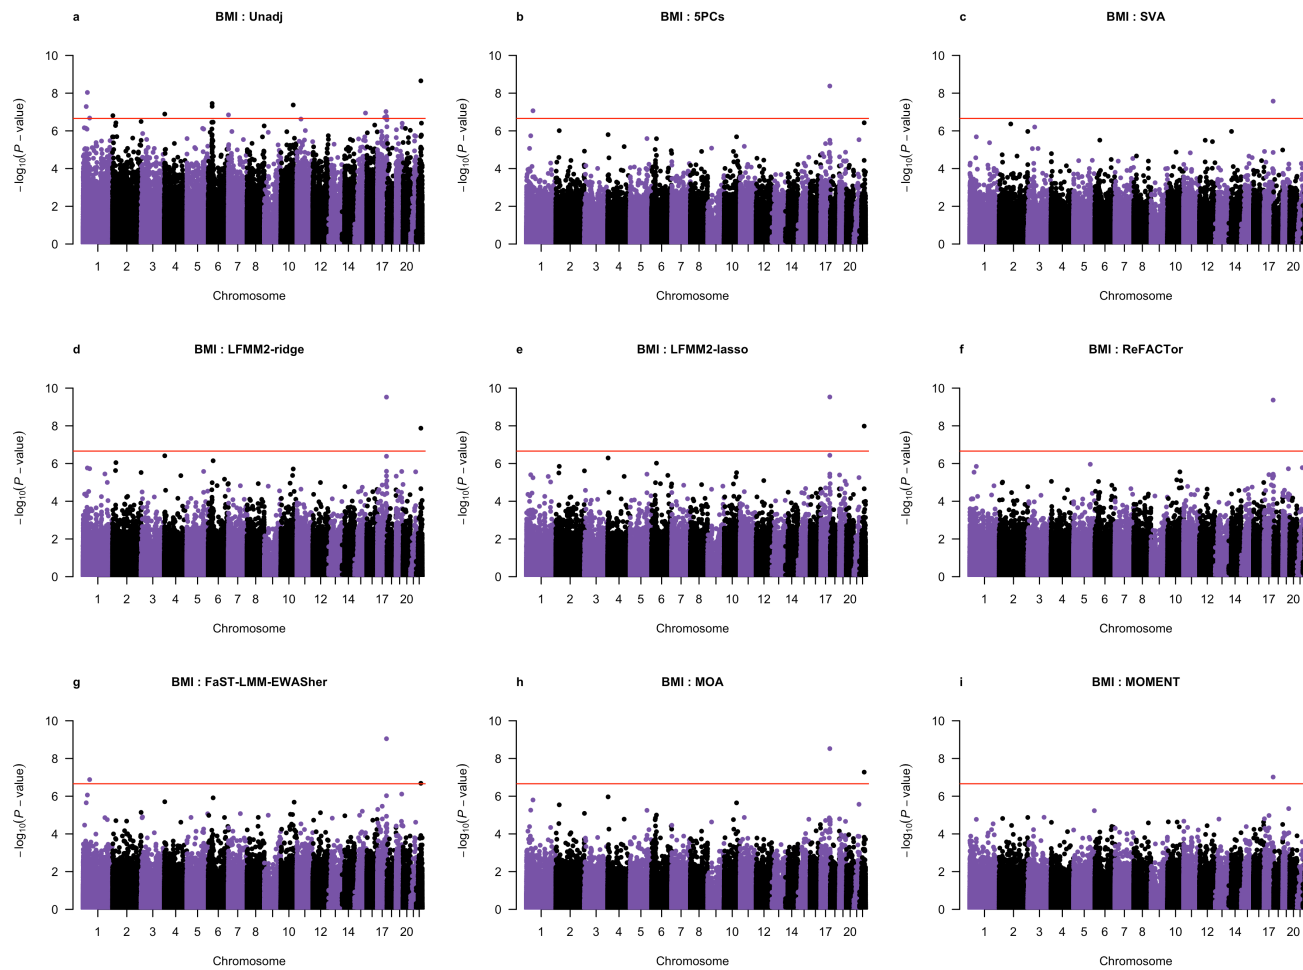 a BMI : Unadj
10
8
6
4
2
0
−log10(P − value)
1 2 3 4 5 6 7 8 10 12 14 17 20
Chromosome
b BMI : 5PCs
10
8
6
4
2
0
−log10(P − value)
1 2 3 4 5 6 7 8 10 12 14 17 20
Chromosome
c BMI : SVA
10
8
6
4
2
0
−log10(P − value)
1 2 3 4 5 6 7 8 10 12 14 17 20
Chromosome
d BMI : LFMM2-ridge
10
8
6
4
2
0
−log10(P − value)
1 2 3 4 5 6 7 8 10 12 14 17 20
Chromosome
e BMI : LFMM2-lasso
10
8
6
4
2
0
−log10(P − value)
1 2 3 4 5 6 7 8 10 12 14 17 20
Chromosome
f BMI : ReFACTor
10
8
6
4
2
0
−log10(P − value)
1 2 3 4 5 6 7 8 10 12 14 17 20
Chromosome
g BMI : FaST-LMM-EWASher
10
8
6
4
2
0
−log10(P − value)
1 2 3 4 5 6 7 8 10 12 14 17 20
Chromosome
h BMI : MOA
10
8
6
4
2
0
−log10(P − value)
1 2 3 4 5 6 7 8 10 12 14 17 20
Chromosome
i BMI : MOMENT
10
8
6
4
2
0
−log10(P − value)
1 2 3 4 5 6 7 8 10 12 14 17 20
Chromosome